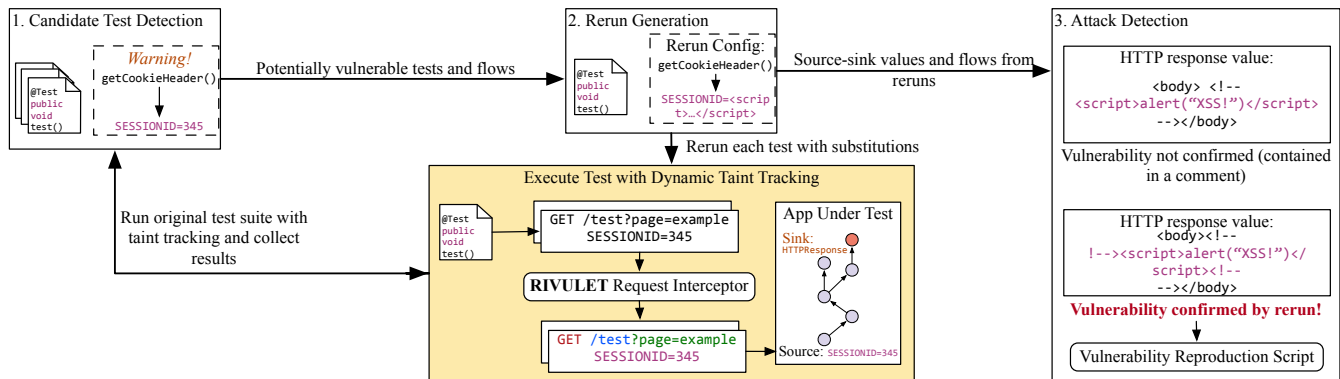 1. Candidate Test Detection
Warning!
getCookieHeader()
SESSIONID=345
@Test
public
void
test()
Potentially vulnerable tests and flows
2. Rerun Generation
Rerun Config:
getCookieHeader()
SESSIONID=<scrip
t>…</script>
@Test
public
void
test()
Source-sink values and flows from
reruns
Rerun each test with substitutions
Run original test suite with
taint tracking and collect
results
Execute Test with Dynamic Taint Tracking
@Test
public
void
test()
GET /test?page=example
SESSIONID=345
RIVULET Request Interceptor
GET /test?page=example
SESSIONID=345
App Under Test
Sink:
HTTPResponse
Source: SESSIONID=345
3. Attack Detection
HTTP response value:
<body> <!--
<script>alert(“XSS!”)</script>
--></body>
Vulnerability not confirmed (contained
in a comment)
HTTP response value:
<body><!--
!--><script>alert(“XSS!”)</
script><!--
--></body>
Vulnerability confirmed by rerun!
Vulnerability Reproduction Script